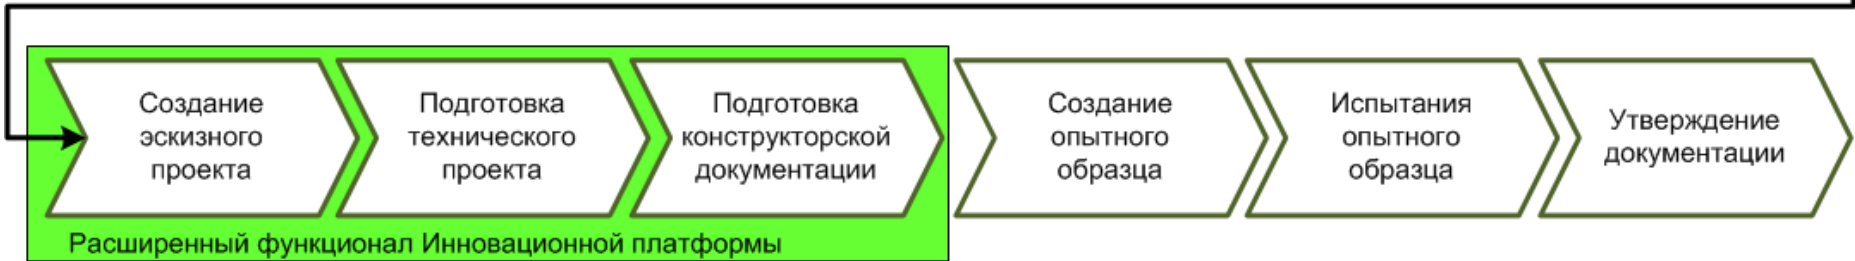 Создание
эскизного
проекта
Подготовка
технического
проекта
Подготовка
конструкторской
документации
Создание
опытного
образца
Испытания
опытного
образца
Утверждение
документации
Расширенный функционал Инновационной платформы